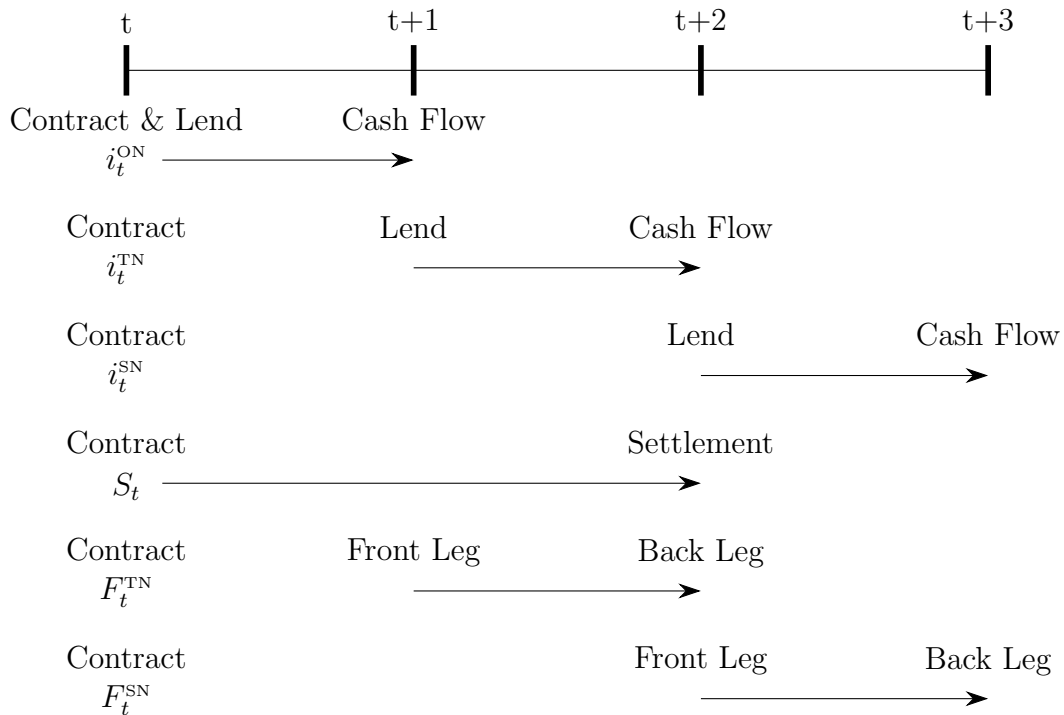 t t+1 t+2 t+3
Contract & Lend Cash Flow
i_t^ON
Contract Lend Cash Flow
i_t^TN
Contract Lend Cash Flow
i_t^SN
Contract Settlement
S_t
Contract Front Leg Back Leg
F_t^TN
Contract Front Leg Back Leg
F_t^SN